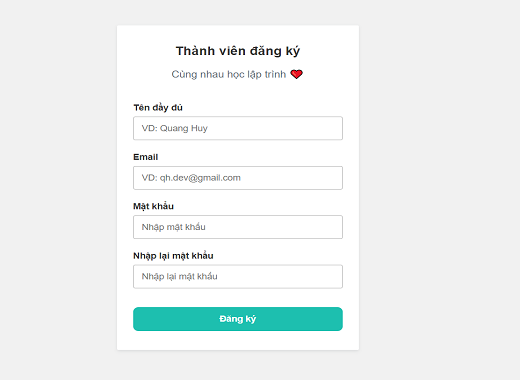 Thành viên đăng ký
Cùng nhau học lập trình ❤
Tên đầy đủ
VD: Quang Huy
Email
VD: qh.dev@gmail.com
Mật khẩu
Nhập mật khẩu
Nhập lại mật khẩu
Nhập lại mật khẩu
Đăng ký